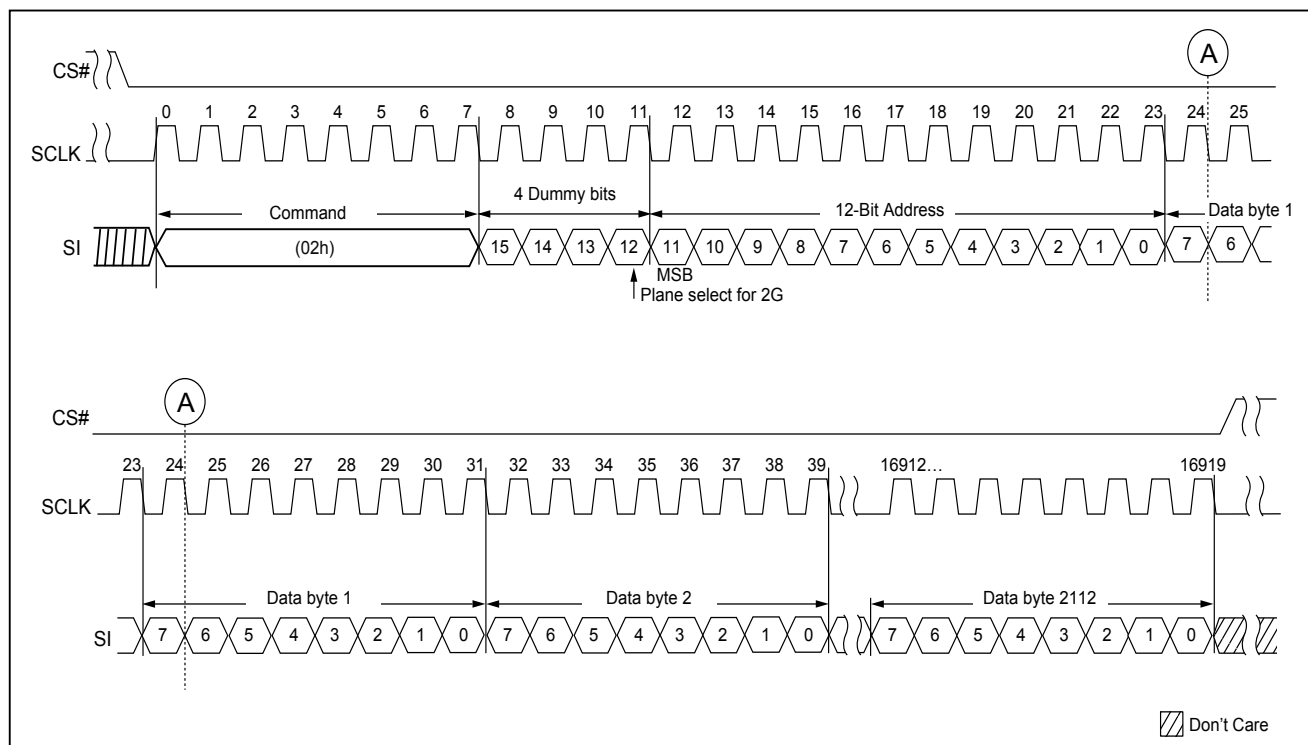 A
CS#
0 1 2 3 4 5 6 7 8 9 10 11 12 13 14 15 16 17 18 19 20 21 22 23 24 25
SCLK
4 Dummy bits
Command 12-Bit Address Data byte 1
SI (02h) 15 14 13 12 11 10 9 8 7 6 5 4 3 2 1 0 7 6
MSB
Plane select for 2G
A
CS#
23 24 25 26 27 28 29 30 31 32 33 34 35 36 37 38 39 16912... 16919
SCLK
Data byte 1 Data byte 2 Data byte 2112
SI 7 6 5 4 3 2 1 0 7 6 5 4 3 2 1 0 7 6 5 4 3 2 1 0
Don't Care